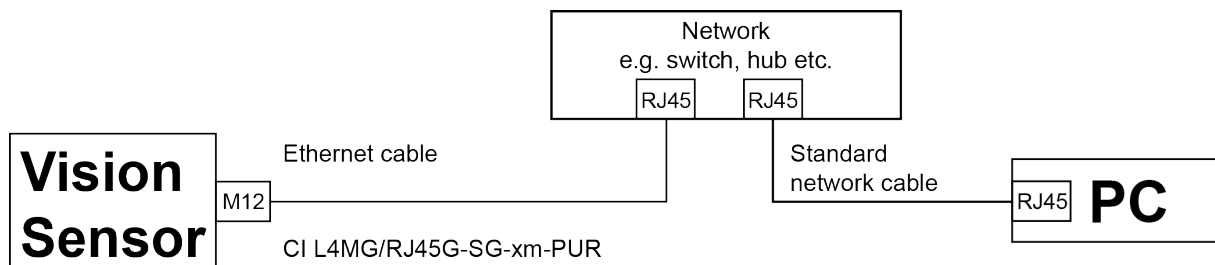 Network
e.g. switch, hub etc.
RJ45
RJ45
Vision
Sensor
M12
Ethernet cable
CI L4MG/RJ45G-SG-xm-PUR
Standard
network cable
RJ45
PC